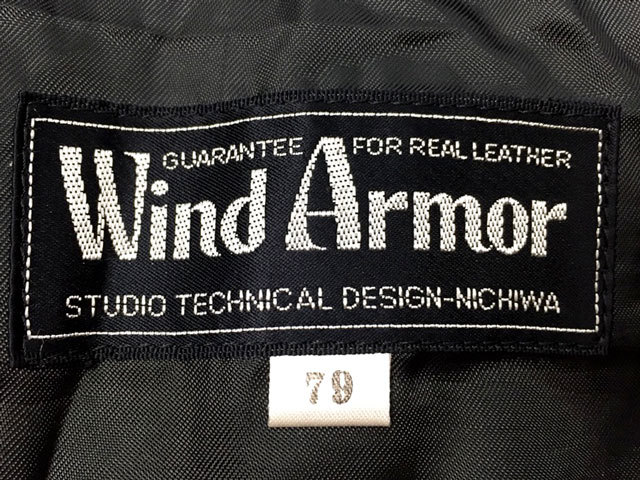 GUARANTEE FOR REAL LEATHER
Wind Armor
STUDIO TECHNICAL DESIGN-NICHIWA
79